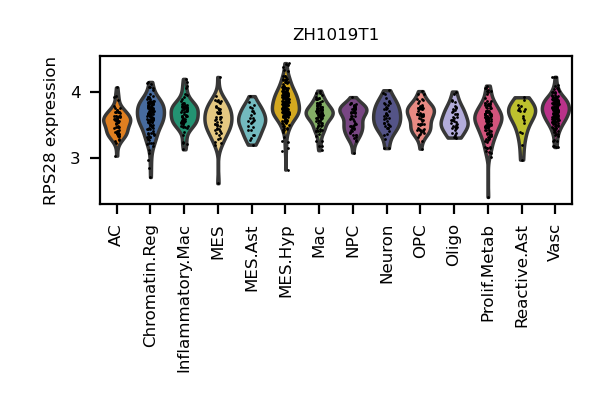 ZH1019T1
RPS28 expression
4
3
AC
Chromatin.Reg
Inflammatory.Mac
MES
MES.Ast
MES.Hyp
Mac
NPC
Neuron
OPC
Oligo
Prolif.Metab
Reactive.Ast
Vasc